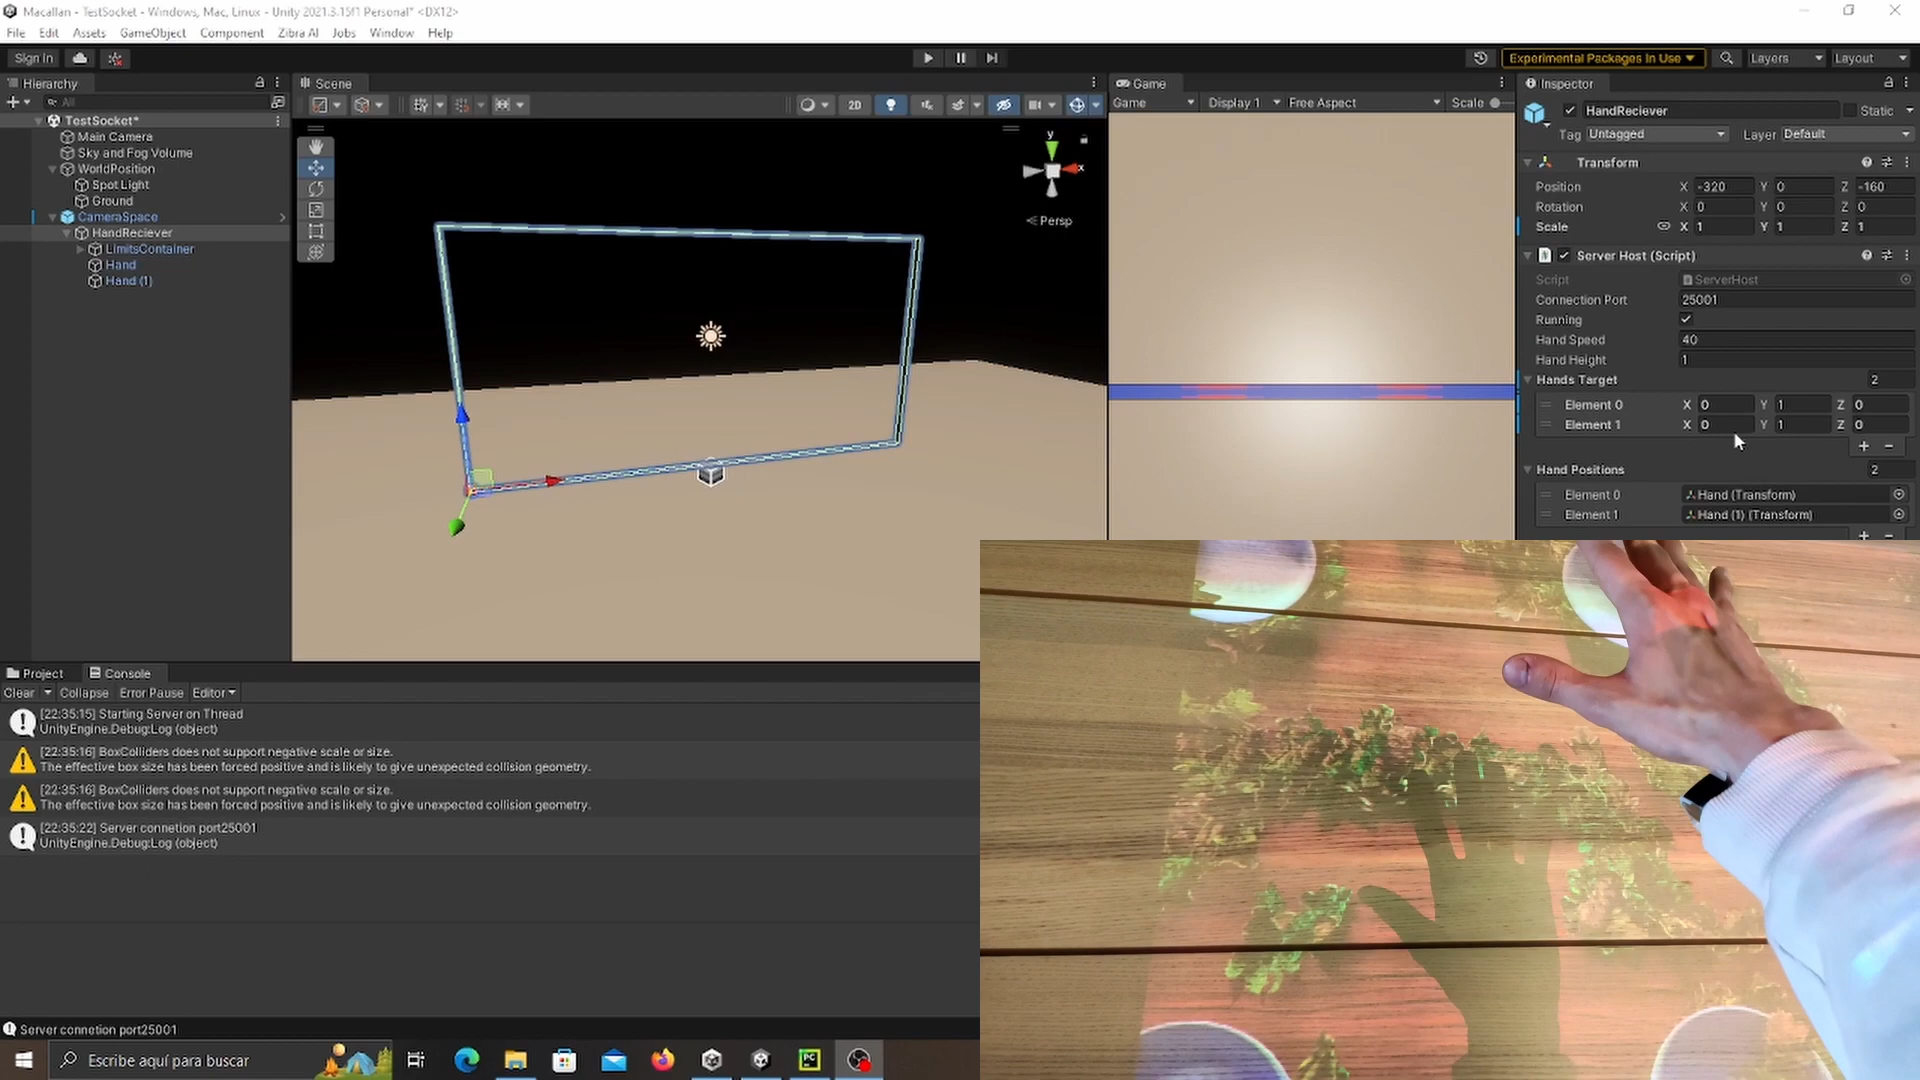 Macallan - TestSocket - Windows, Mac, Linux - Unity 2021.3.15f1 Personal* <DX12>
File Edit Assets GameObject Component Zibra AI Jobs Window Help
Sign In
Experimental Packages In Use
Layers
Layout
Hierarchy
All
TestSocket*
Main Camera
Sky and Fog Volume
WorldPosition
Spot Light
Ground
CameraSpace
HandReciever
LimitsContainer
Hand
Hand (1)
Scene
2D
y
x
Persp
Game
Game Display 1 Free Aspect Scale
Inspector
HandReciever Static
Tag Untagged Layer Default
Transform
Position X -320 Y 0 Z -160
Rotation X 0 Y 0 Z 0
Scale X 1 Y 1 Z 1
Server Host (Script)
Script ServerHost
Connection Port 25001
Running
Hand Speed 40
Hand Height 1
Hands Target 2
Element 0 X 0 Y 1 Z 0
Element 1 X 0 Y 1 Z 0
Hand Positions 2
Element 0 Hand (Transform)
Element 1 Hand (1) (Transform)
Project Console
Clear Collapse Error Pause Editor
[22:35:15] Starting Server on Thread
UnityEngine.Debug:Log (object)
[22:35:16] BoxColliders does not support negative scale or size.
The effective box size has been forced positive and is likely to give unexpected collision geometry.
[22:35:16] BoxColliders does not support negative scale or size.
The effective box size has been forced positive and is likely to give unexpected collision geometry.
[22:35:22] Server connetion port25001
UnityEngine.Debug:Log (object)
Server connetion port25001
Escribe aquí para buscar
PC